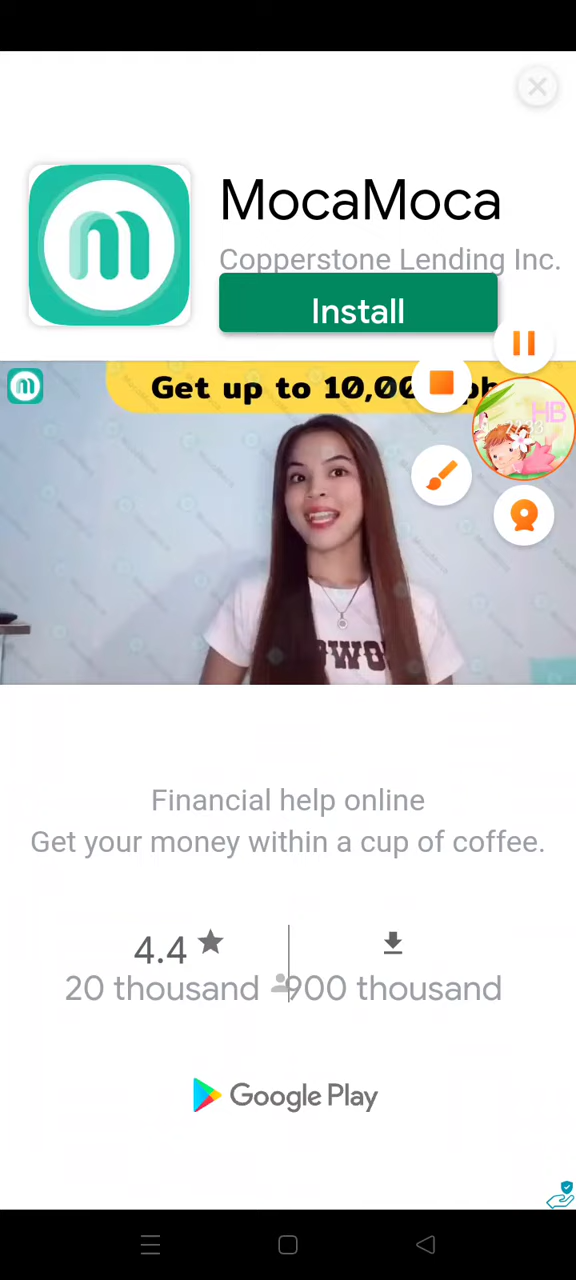 MocaMoca
Copperstone Lending Inc.
Install
Get up to 10,00
HB
Financial help online
Get your money within a cup of coffee.
4.4
20 thousand
900 thousand
Google Play